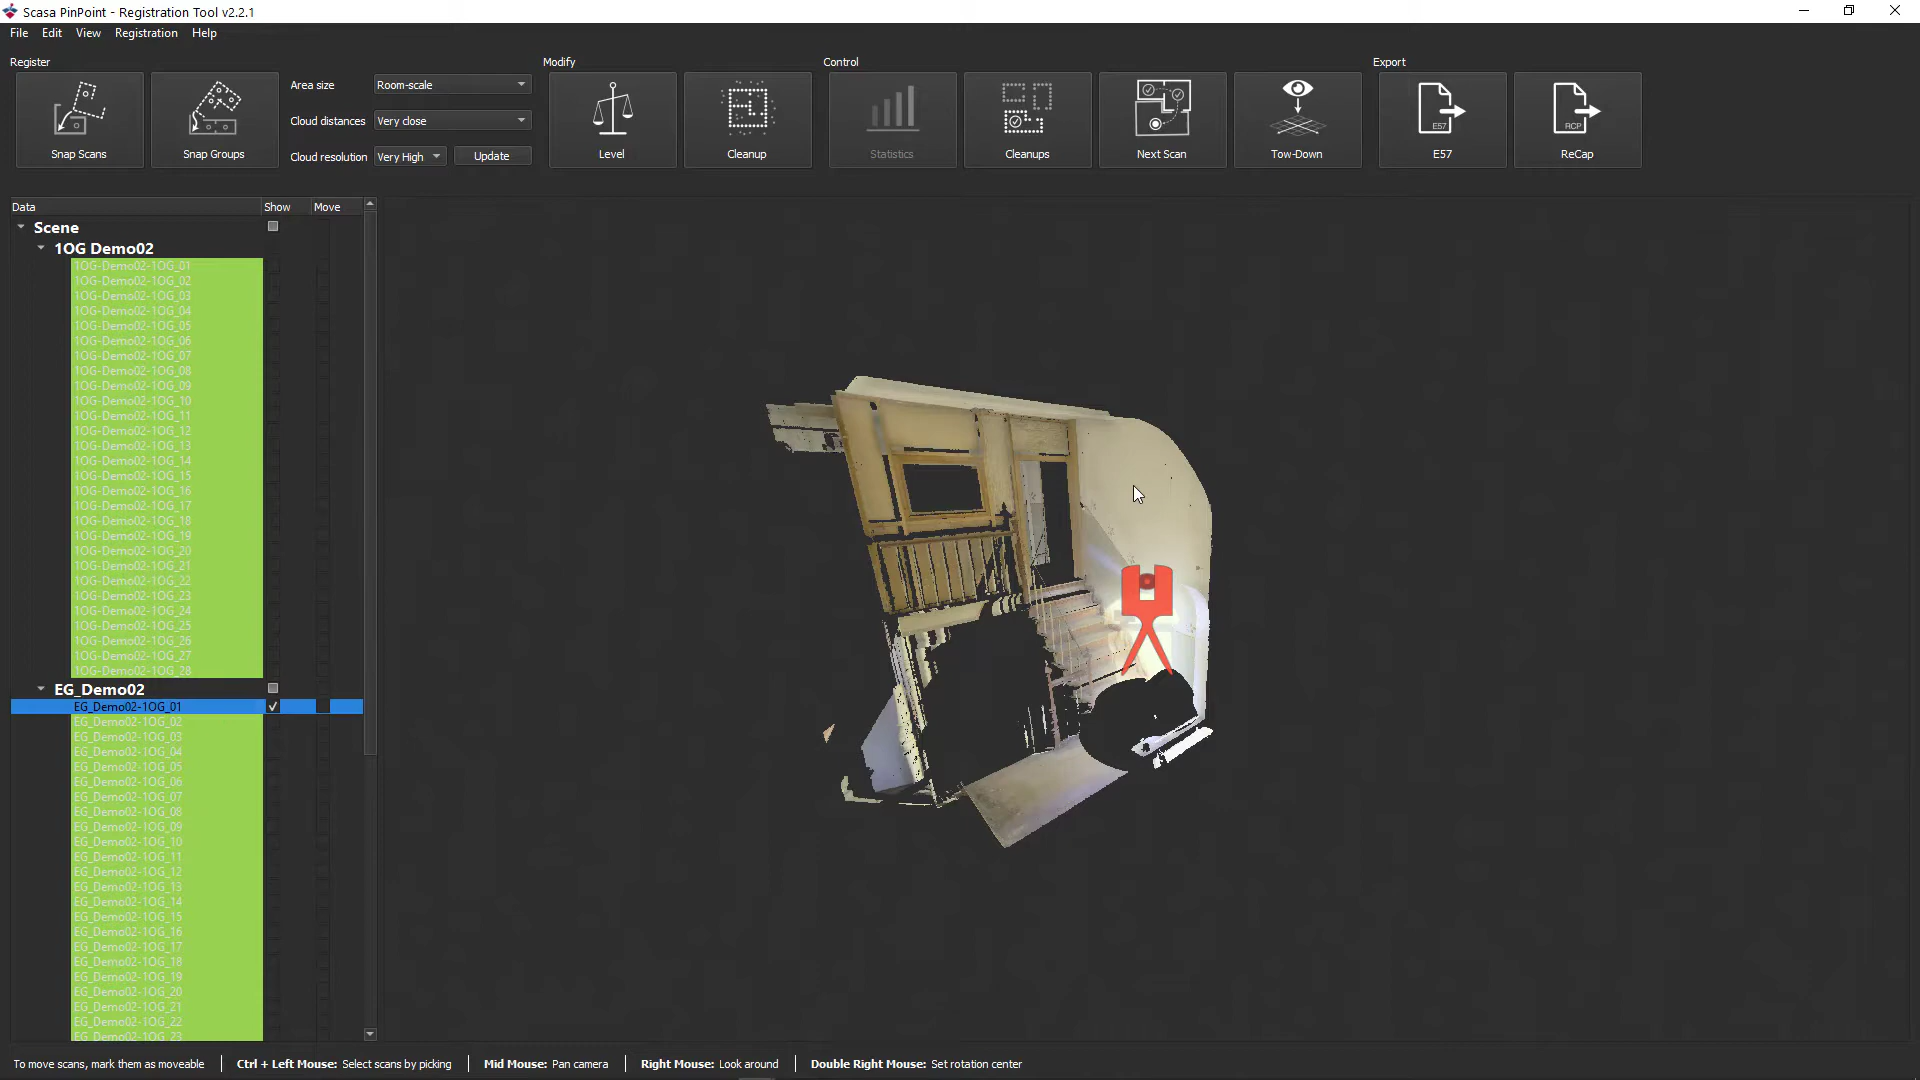 Scasa PinPoint - Registration Tool v2.2.1
File Edit View Registration Help
Register Modify Control Export
Area size Room-scale
Cloud distances Very close
Cloud resolution Very High Update
E57 RCP
Snap Scans Snap Groups Level Cleanup Statistics Cleanups Next Scan Tow-Down E57 ReCap
Data Show Move
Scene
1OG Demo02
1OG-Demo02-1OG_01
1OG-Demo02-1OG_02
1OG-Demo02-1OG_03
1OG-Demo02-1OG_04
1OG-Demo02-1OG_05
1OG-Demo02-1OG_06
1OG-Demo02-1OG_07
1OG-Demo02-1OG_08
1OG-Demo02-1OG_09
1OG-Demo02-1OG_10
1OG-Demo02-1OG_11
1OG-Demo02-1OG_12
1OG-Demo02-1OG_13
1OG-Demo02-1OG_14
1OG-Demo02-1OG_15
1OG-Demo02-1OG_16
1OG-Demo02-1OG_17
1OG-Demo02-1OG_18
1OG-Demo02-1OG_19
1OG-Demo02-1OG_20
1OG-Demo02-1OG_21
1OG-Demo02-1OG_22
1OG-Demo02-1OG_23
1OG-Demo02-1OG_24
1OG-Demo02-1OG_25
1OG-Demo02-1OG_26
1OG-Demo02-1OG_27
1OG-Demo02-1OG_28
EG_Demo02
EG_Demo02-1OG_01
EG_Demo02-1OG_02
EG_Demo02-1OG_03
EG_Demo02-1OG_04
EG_Demo02-1OG_05
EG_Demo02-1OG_06
EG_Demo02-1OG_07
EG_Demo02-1OG_08
EG_Demo02-1OG_09
EG_Demo02-1OG_10
EG_Demo02-1OG_11
EG_Demo02-1OG_12
EG_Demo02-1OG_13
EG_Demo02-1OG_14
EG_Demo02-1OG_15
EG_Demo02-1OG_16
EG_Demo02-1OG_17
EG_Demo02-1OG_18
EG_Demo02-1OG_19
EG_Demo02-1OG_20
EG_Demo02-1OG_21
EG_Demo02-1OG_22
EG_Demo02-1OG_23
To move scans, mark them as moveable Ctrl + Left Mouse: Select scans by picking Mid Mouse: Pan camera Right Mouse: Look around Double Right Mouse: Set rotation center